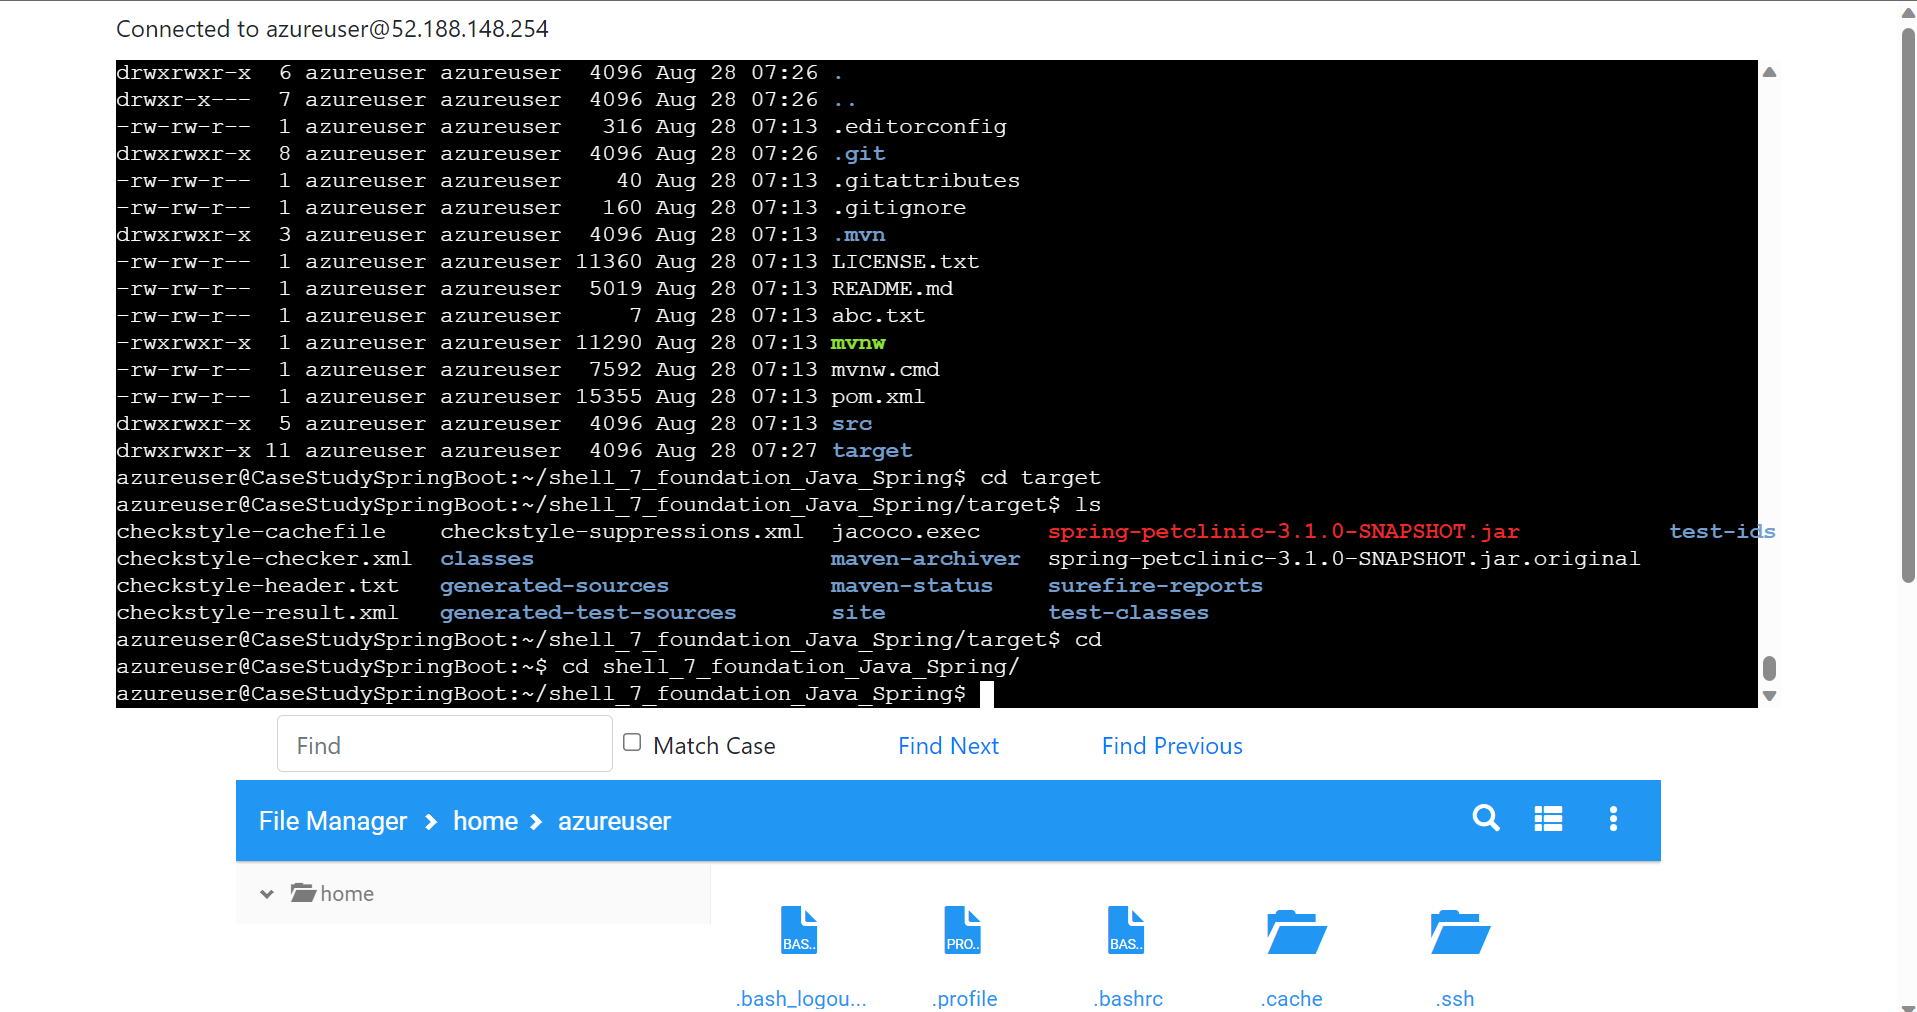 Connected to azureuser@52.188.148.254
drwxrwxr-x  6 azureuser azureuser  4096 Aug 28 07:26 .
drwxr-x---  7 azureuser azureuser  4096 Aug 28 07:26 ..
-rw-rw-r--  1 azureuser azureuser   316 Aug 28 07:13 .editorconfig
drwxrwxr-x  8 azureuser azureuser  4096 Aug 28 07:26 .git
-rw-rw-r--  1 azureuser azureuser    40 Aug 28 07:13 .gitattributes
-rw-rw-r--  1 azureuser azureuser   160 Aug 28 07:13 .gitignore
drwxrwxr-x  3 azureuser azureuser  4096 Aug 28 07:13 .mvn
-rw-rw-r--  1 azureuser azureuser 11360 Aug 28 07:13 LICENSE.txt
-rw-rw-r--  1 azureuser azureuser  5019 Aug 28 07:13 README.md
-rw-rw-r--  1 azureuser azureuser     7 Aug 28 07:13 abc.txt
-rwxrwxr-x  1 azureuser azureuser 11290 Aug 28 07:13 mvnw
-rw-rw-r--  1 azureuser azureuser  7592 Aug 28 07:13 mvnw.cmd
-rw-rw-r--  1 azureuser azureuser 15355 Aug 28 07:13 pom.xml
drwxrwxr-x  5 azureuser azureuser  4096 Aug 28 07:13 src
drwxrwxr-x 11 azureuser azureuser  4096 Aug 28 07:27 target
azureuser@CaseStudySpringBoot:~/shell_7_foundation_Java_Spring$ cd target
azureuser@CaseStudySpringBoot:~/shell_7_foundation_Java_Spring/target$ ls
checkstyle-cachefile    checkstyle-suppressions.xml  jacoco.exec     spring-petclinic-3.1.0-SNAPSHOT.jar           test-ids
checkstyle-checker.xml  classes                      maven-archiver  spring-petclinic-3.1.0-SNAPSHOT.jar.original
checkstyle-header.txt   generated-sources            maven-status    surefire-reports
checkstyle-result.xml   generated-test-sources       site            test-classes
azureuser@CaseStudySpringBoot:~/shell_7_foundation_Java_Spring/target$ cd
azureuser@CaseStudySpringBoot:~$ cd shell_7_foundation_Java_Spring/
azureuser@CaseStudySpringBoot:~/shell_7_foundation_Java_Spring$
Find Match Case Find Next Find Previous
File Manager home azureuser
home
BAS.. PRO.. BAS..
.bash_logou... .profile .bashrc .cache .ssh